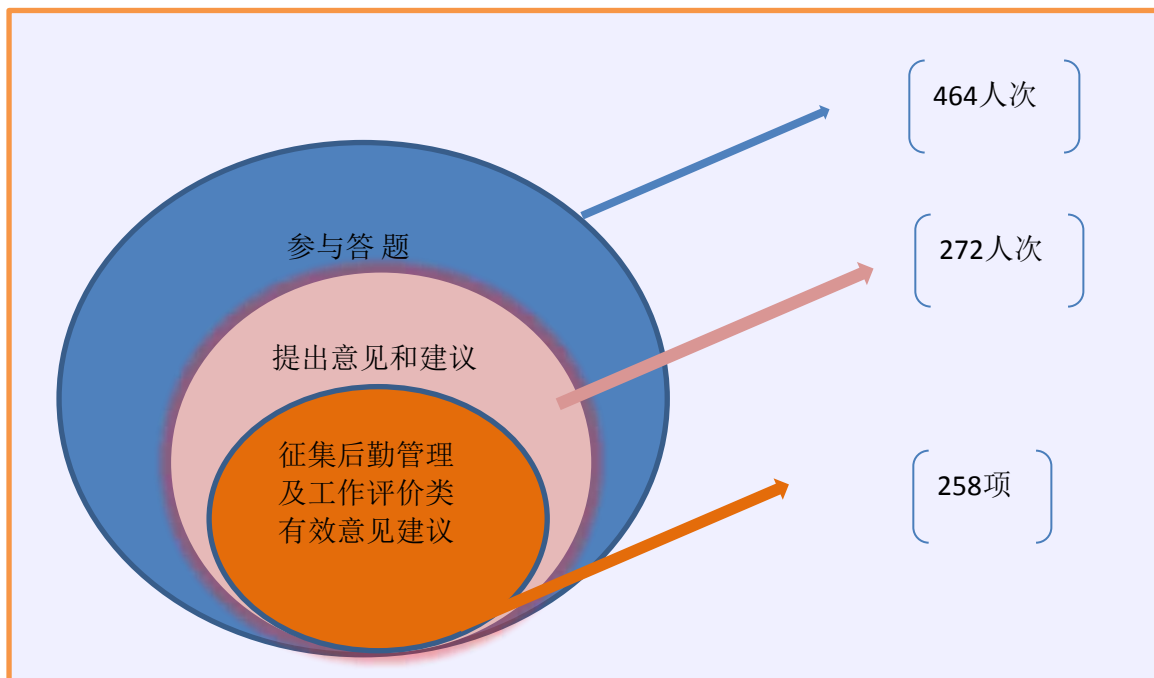 464人次
参与答 题
272人次
提出意见和建议
征集后勤管理
及工作评价类
有效意见建议
258项